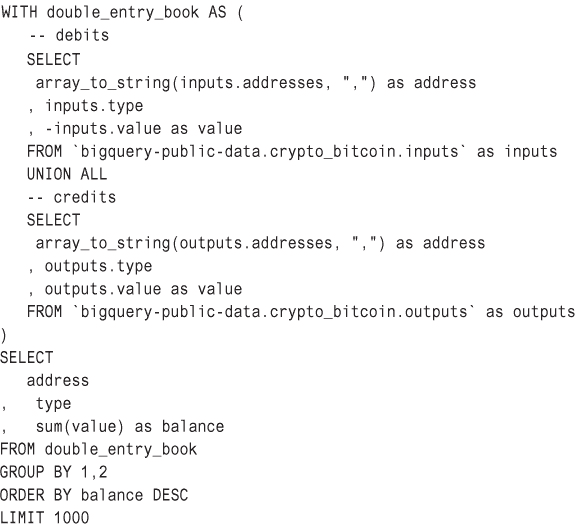 WITH double_entry_book AS (
   -- debits
   SELECT
    array_to_string(inputs.addresses, ",") as address
   , inputs.type
   , -inputs.value as value
   FROM `bigquery-public-data.crypto_bitcoin.inputs` as inputs
   UNION ALL
   -- credits
   SELECT
    array_to_string(outputs.addresses, ",") as address
   , outputs.type
   , outputs.value as value
   FROM `bigquery-public-data.crypto_bitcoin.outputs` as outputs
)
SELECT
   address
,   type
,   sum(value) as balance
FROM double_entry_book
GROUP BY 1,2
ORDER BY balance DESC
LIMIT 1000